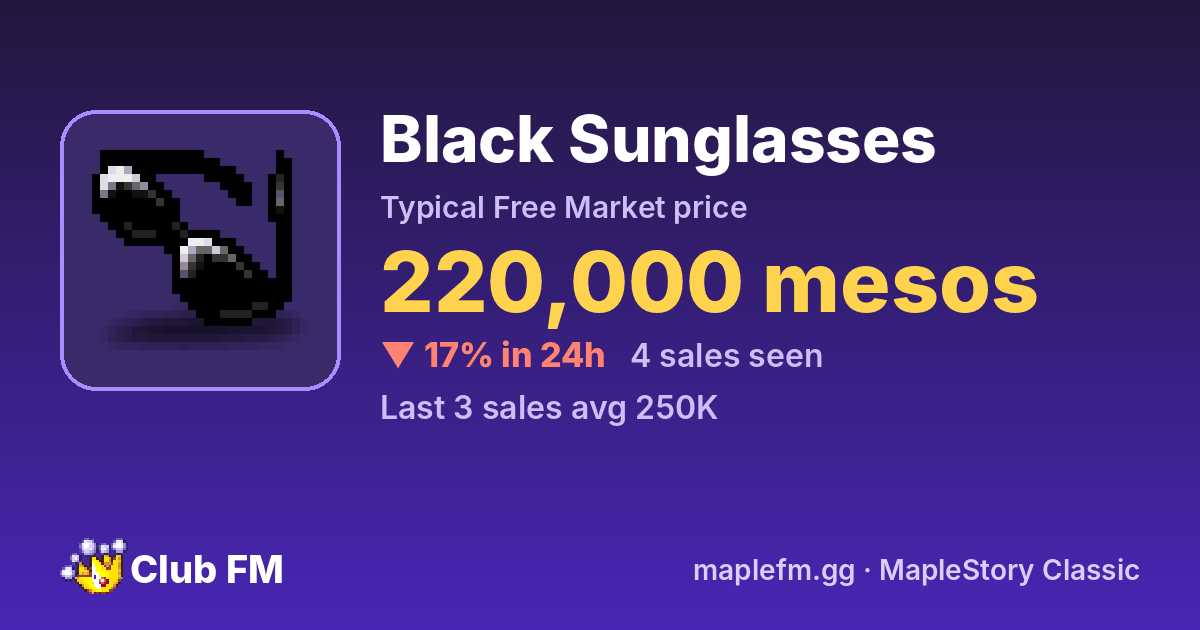 Black Sunglasses
Typical Free Market price
220,000 mesos
▼ 17% in 24h 4 sales seen
Last 3 sales avg 250K
Club FM
maplefm.gg · MapleStory Classic